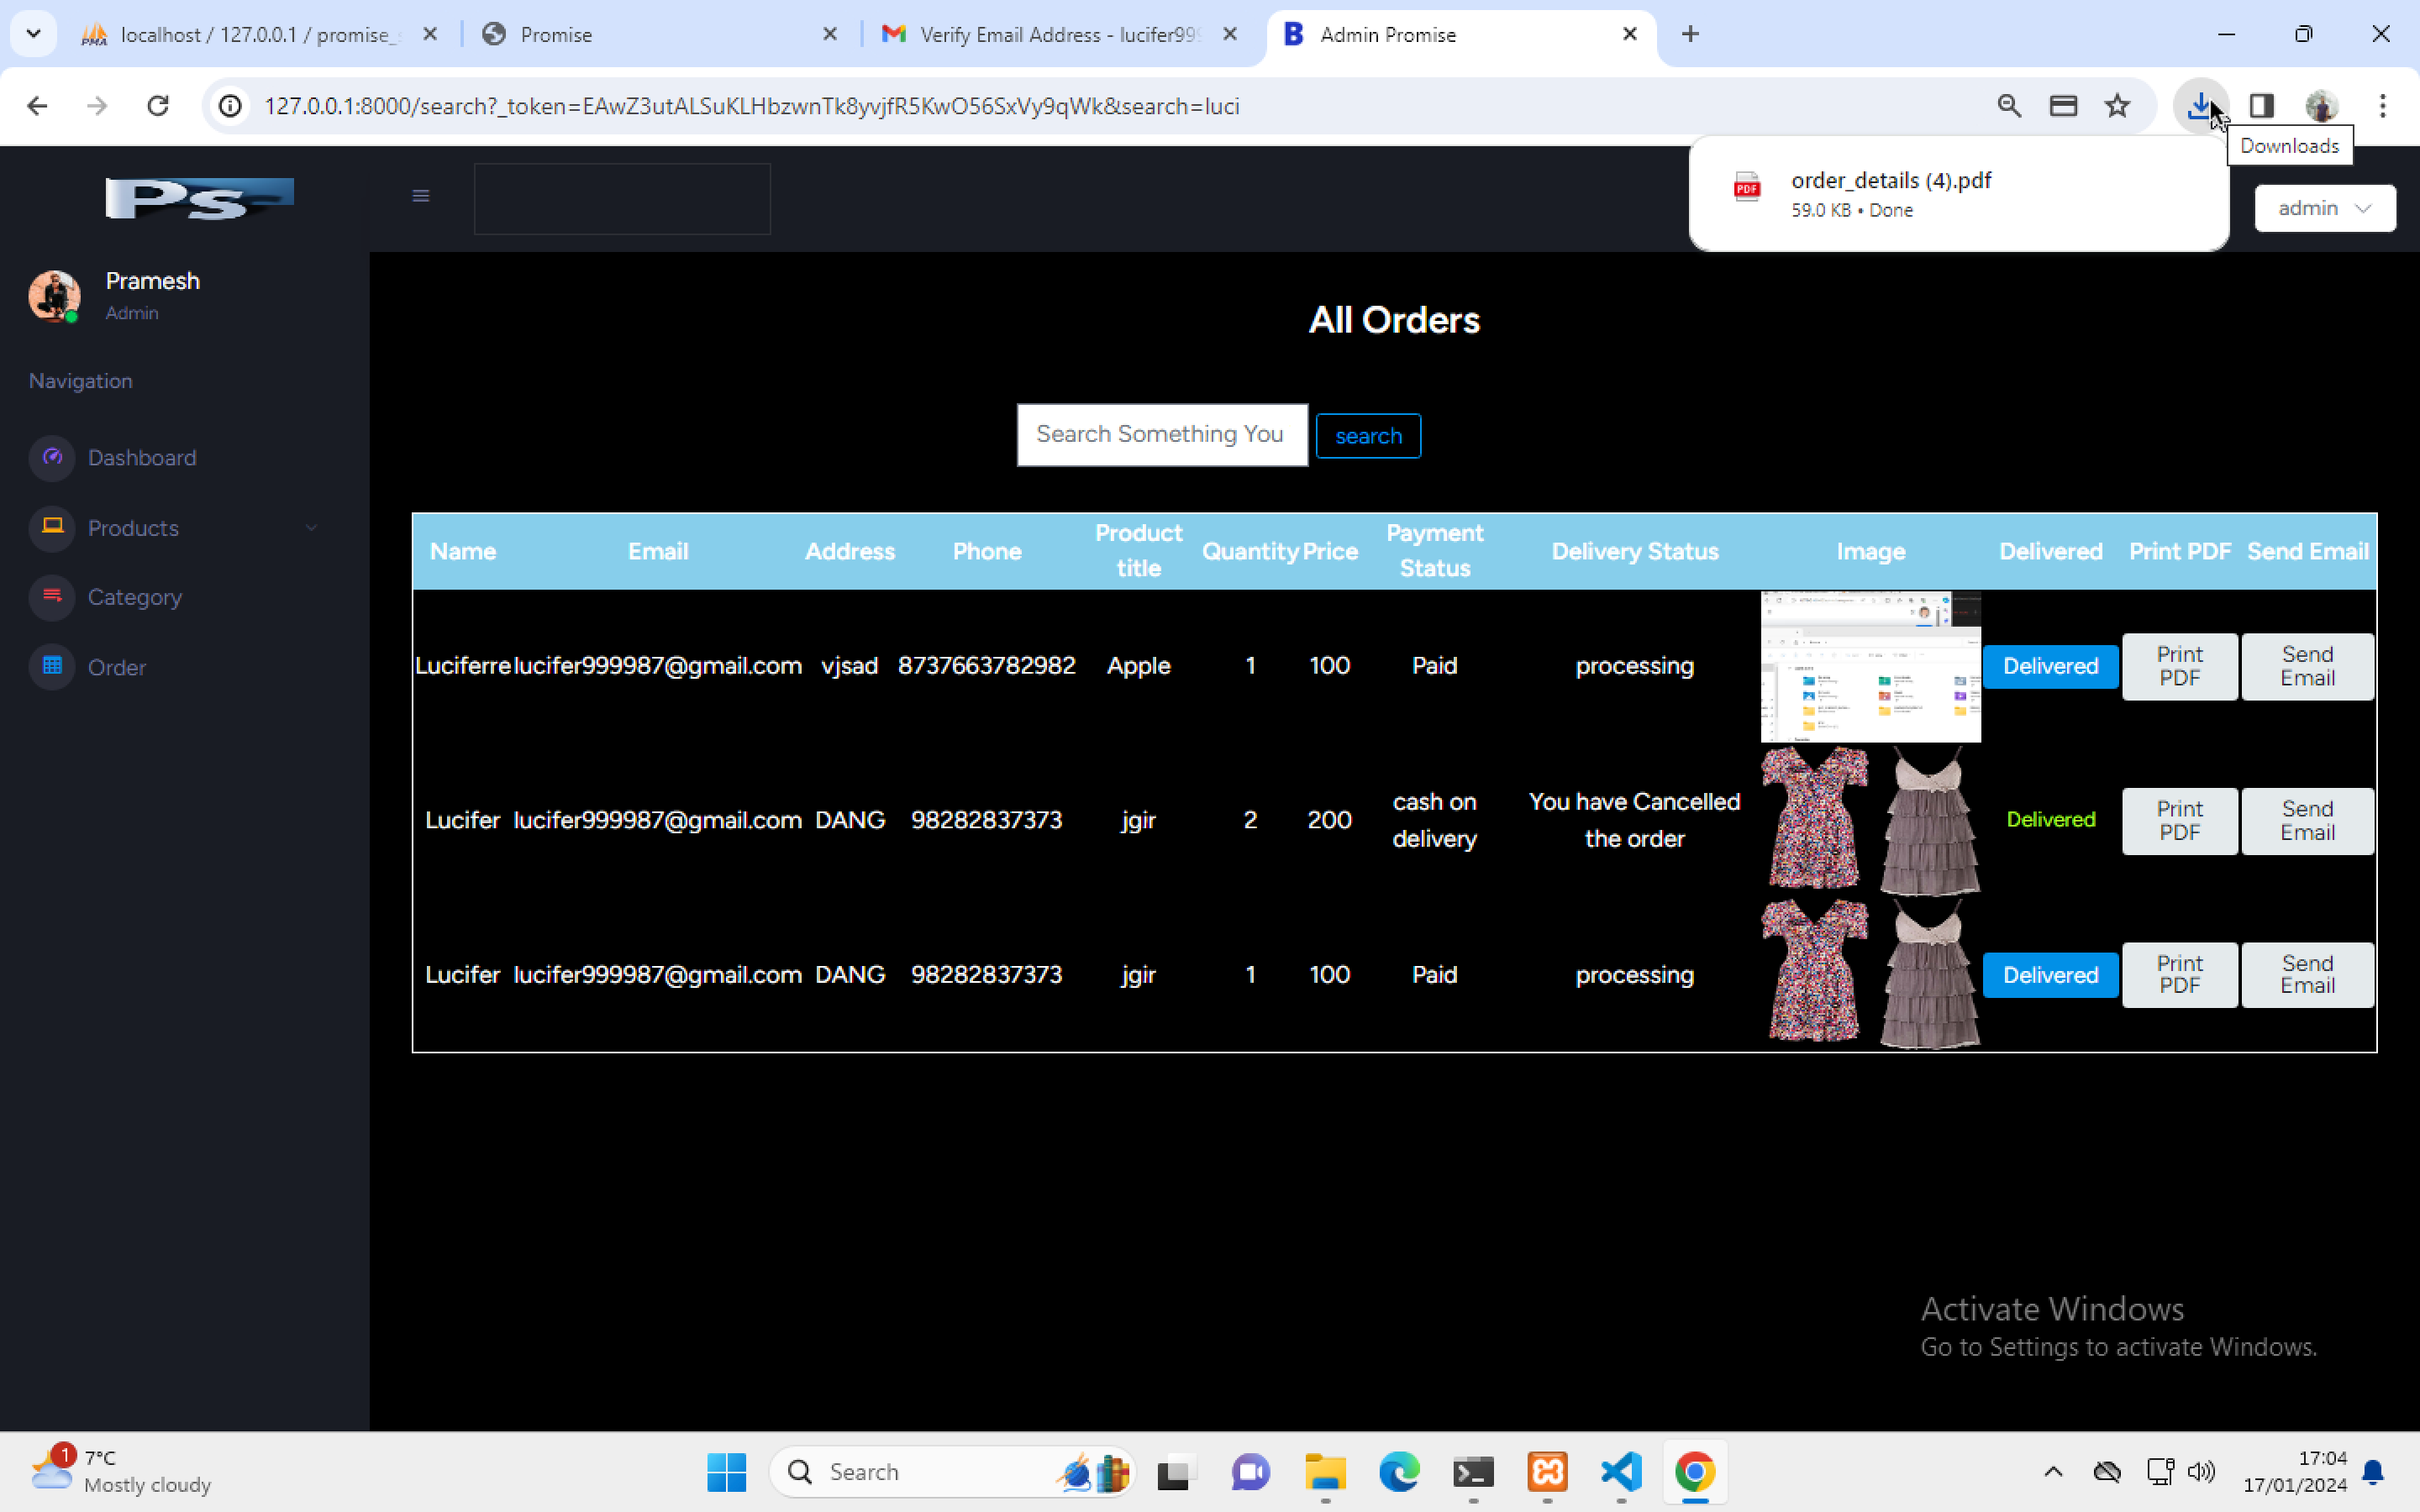 localhost / 127.0.0.1 / promise_s
Promise
Verify Email Address - lucifer999
Admin Promise
127.0.0.1:8000/search?_token=EAwZ3utALSuKLHbzwnTk8yvjfR5KwO56SxVy9qWk&search=luci
Downloads
order_details (4).pdf
59.0 KB • Done
Ps
admin
Pramesh
Admin
Navigation
Dashboard
Products
Category
Order
All Orders
Search Something You
search
Name Email Address Phone Product title Quantity Price Payment Status Delivery Status Image Delivered Print PDF Send Email
Luciferre lucifer999987@gmail.com vjsad 8737663782982 Apple 1 100 Paid processing Delivered Print PDF Send Email
Lucifer lucifer999987@gmail.com DANG 98282837373 jgir 2 200 cash on delivery You have Cancelled the order Delivered Print PDF Send Email
Lucifer lucifer999987@gmail.com DANG 98282837373 jgir 1 100 Paid processing Delivered Print PDF Send Email
Activate Windows
Go to Settings to activate Windows.
1
7°C
Mostly cloudy
Search
17:04
17/01/2024